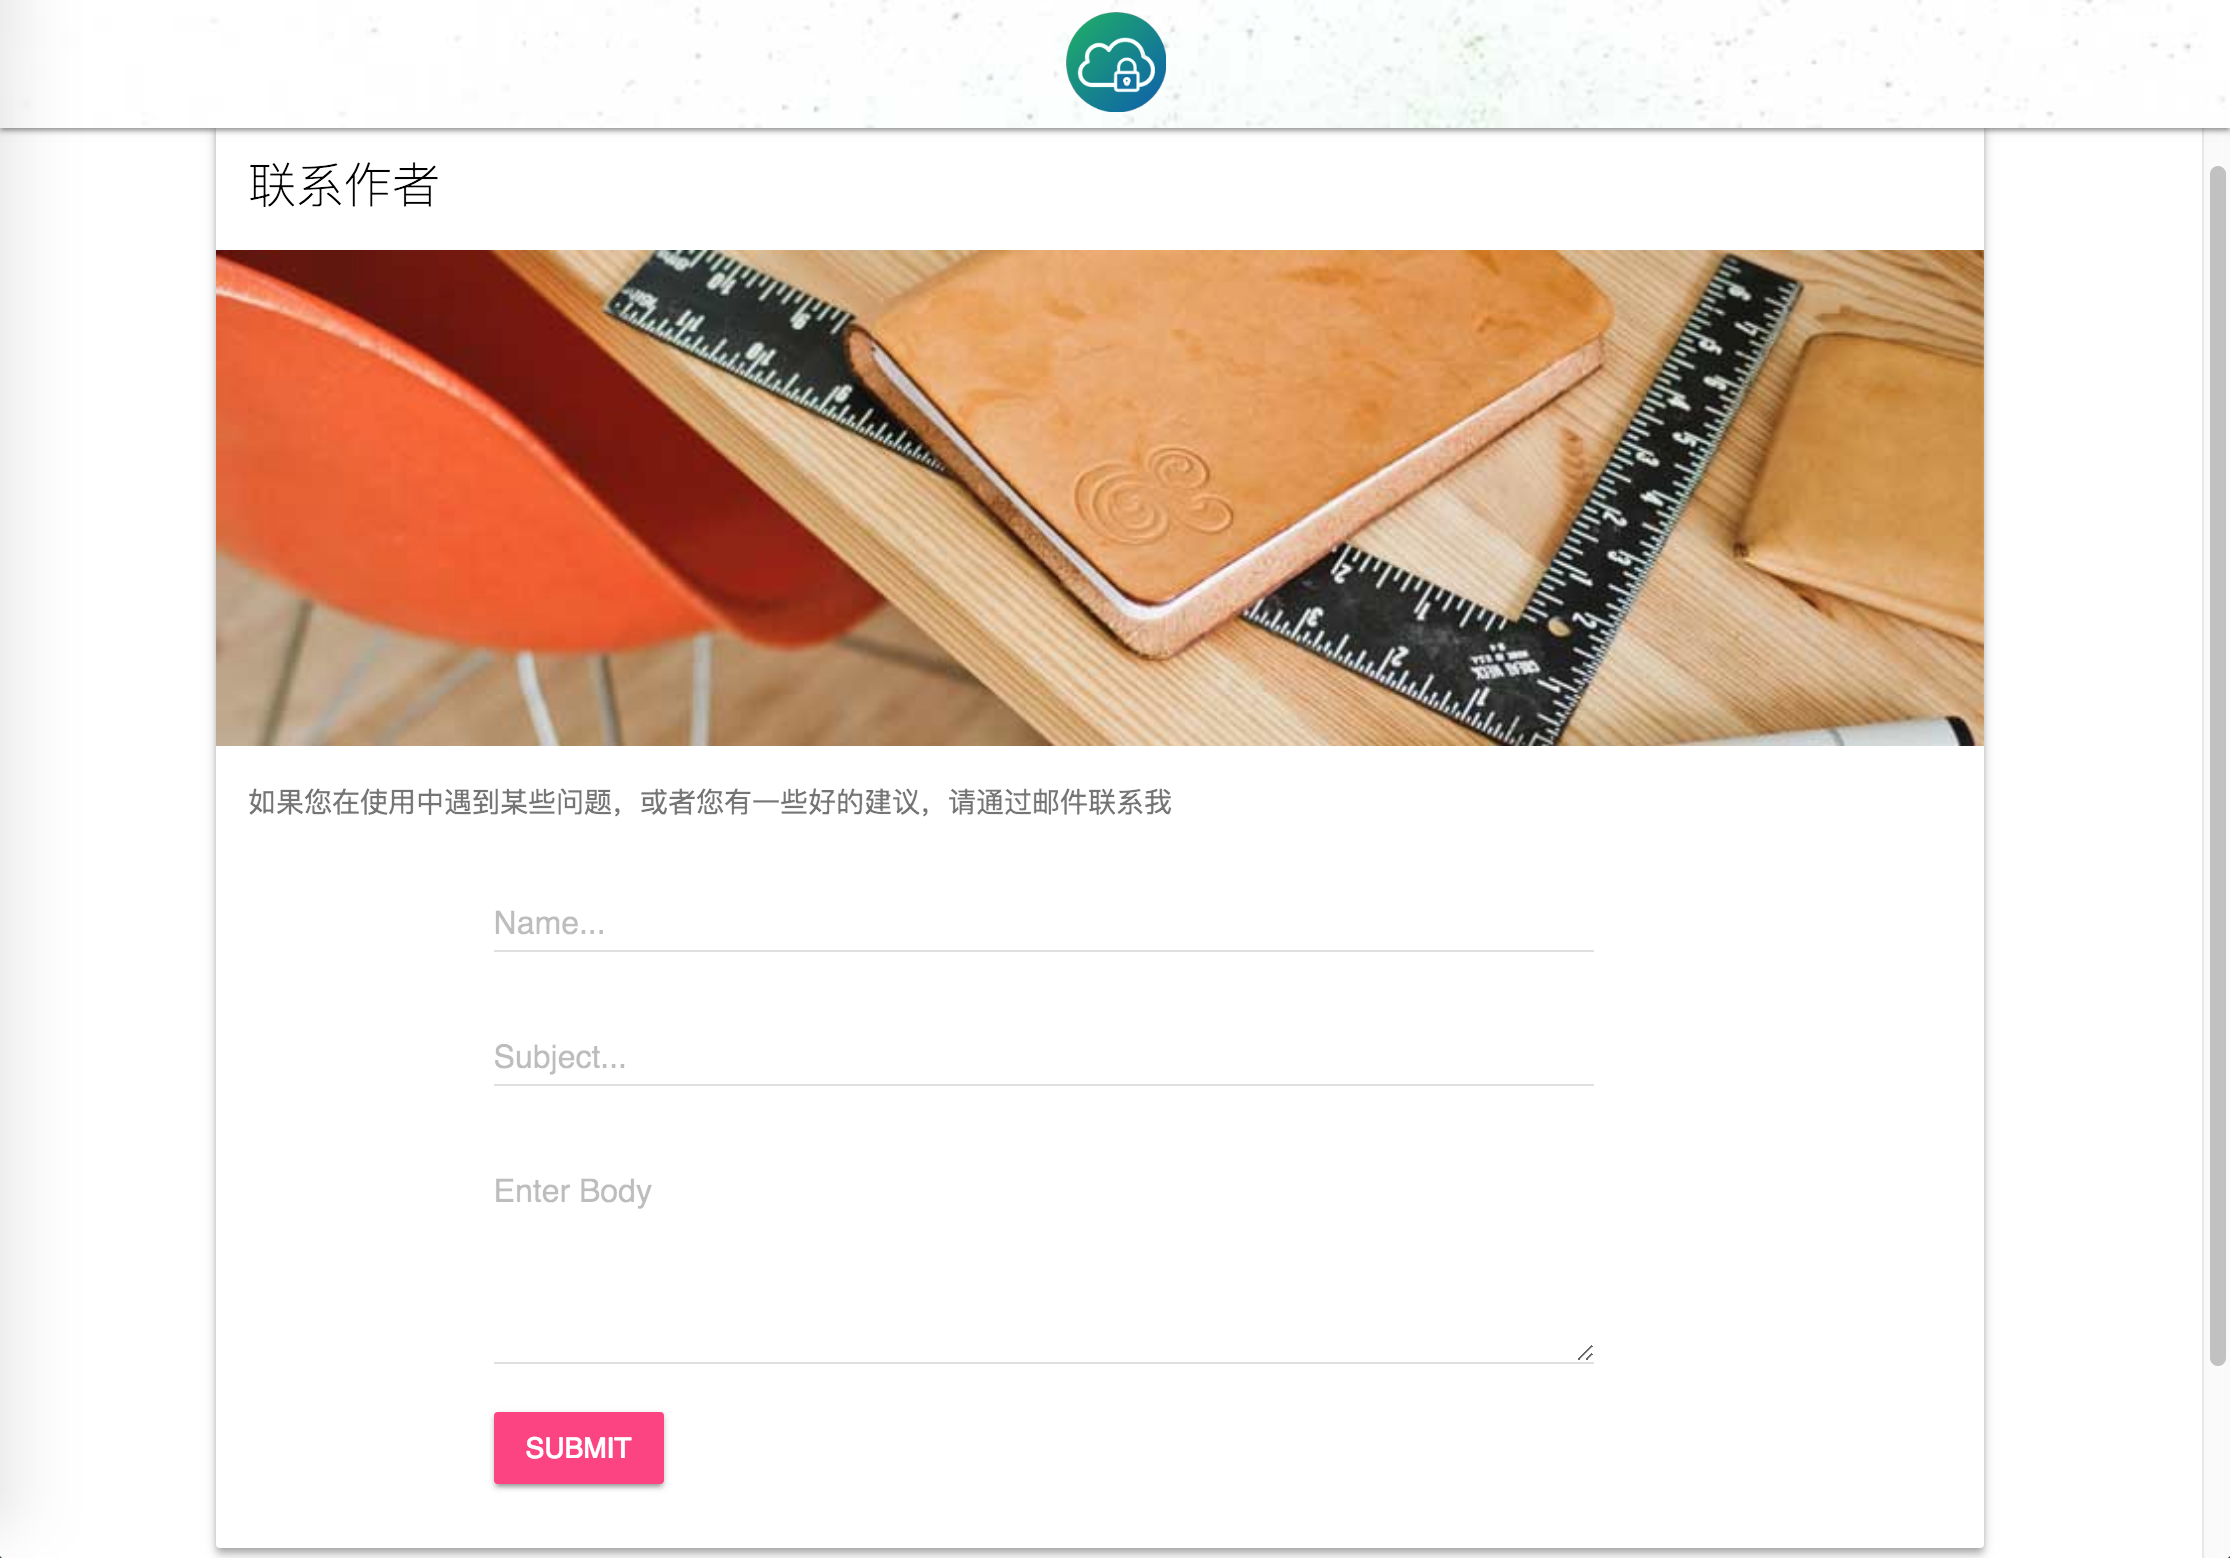 联系作者
如果您在使用中遇到某些问题，或者您有一些好的建议，请通过邮件联系我
Name...
Subject...
Enter Body
SUBMIT